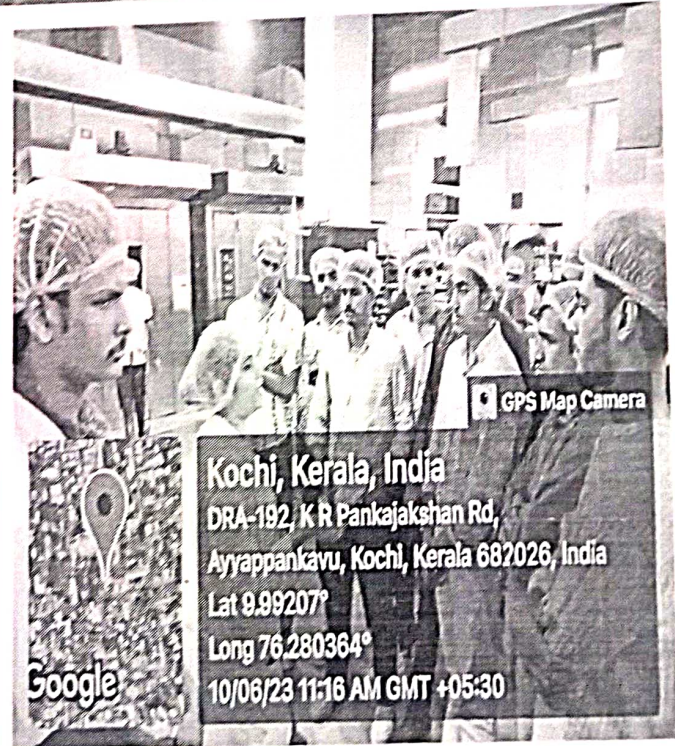 GPS Map Camera
Kochi, Kerala, India
DRA-192, K R Pankajakshan Rd,
Ayyappankavu, Kochi, Kerala 682026, India
Lat 9.99207°
Long 76.280364°
10/06/23 11:16 AM GMT +05:30
Google